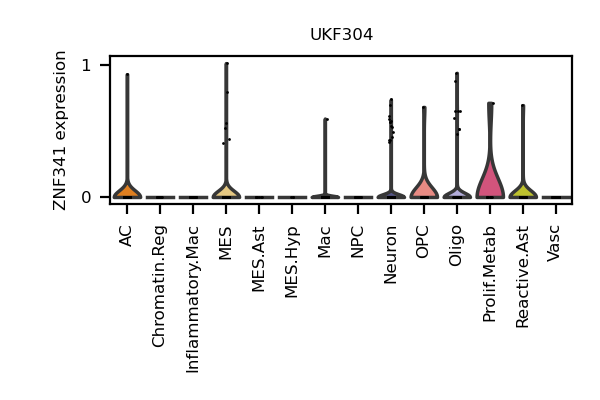 UKF304
ZNF341 expression
1
0
AC
Chromatin.Reg
Inflammatory.Mac
MES
MES.Ast
MES.Hyp
Mac
NPC
Neuron
OPC
Oligo
Prolif.Metab
Reactive.Ast
Vasc